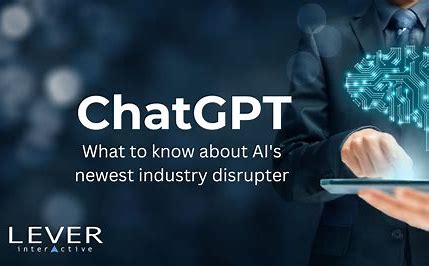 ChatGPT
What to know about AI's
newest industry disrupter
LEVER
interActive